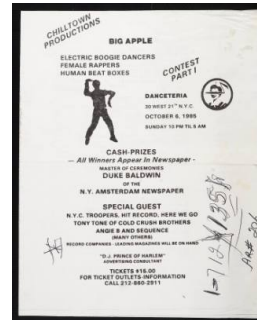 CHILLTOWN
PRODUCTIONS
BIG APPLE
ELECTRIC BOOGIE DANCERS
FEMALE RAPPERS
HUMAN BEAT BOXES
CONTEST
PART I
DANCETERIA
30 WEST 21ST N.Y.C.
OCTOBER 6, 1985
SUNDAY 10 PM TIL 6 AM
CASH-PRIZES
— All Winners Appear In Newspaper -
MASTER OF CEREMONIES
DUKE BALDWIN
OF THE
N.Y. AMSTERDAM NEWSPAPER
SPECIAL GUEST
N.Y.C. TROOPERS, HIT RECORD, HERE WE GO
TONY TONE OF COLD CRUSH BROTHERS
ANGIE B AND SEQUENCE
(MANY OTHERS)
RECORD COMPANIES - LEADING MAGAZINES WILL BE ON HAND
"D.J. PRINCE OF HARLEM"
ADVERTISING CONSULTANT
TICKETS $15.00
FOR TICKET OUTLETS-INFORMATION
CALL 212-860-2911